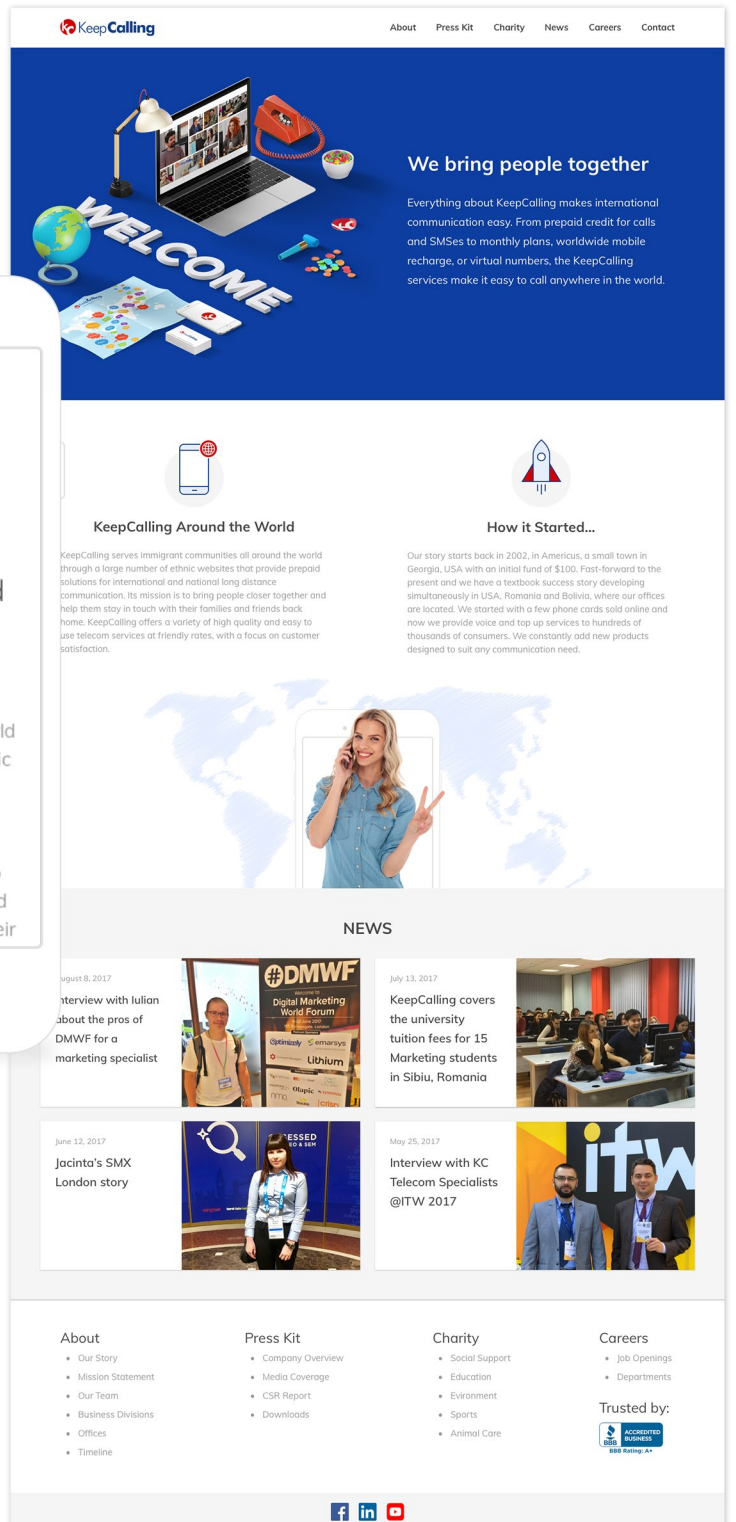 KeepCalling
About Press Kit Charity News Careers Contact
WELCOME
We bring people together
Everything about KeepCalling makes international
communication easy. From prepaid credit for calls
and SMSes to monthly plans, worldwide mobile
recharge, or virtual numbers, the KeepCalling
services make it easy to call anywhere in the world.
KeepCalling Around the World
KeepCalling serves immigrant communities all around the world
through a large number of ethnic websites that provide prepaid
solutions for international and national long distance
communication. Its mission is to bring people closer together and
help them stay in touch with their families and friends back
home. KeepCalling offers a variety of high quality and easy to
use telecom services at friendly rates, with a focus on customer
satisfaction.
How it Started...
Our story starts back in 2002, in Americus, a small town in
Georgia, USA with an initial fund of $100. Fast-forward to the
present and we have a textbook success story developing
simultaneously in USA, Romania and Bolivia, where our offices
are located. We started with a few phone cards sold online and
now we provide voice and top up services to hundreds of
thousands of consumers. We constantly add new products
designed to suit any communication need.
ld
ic
eir
NEWS
ugust 8, 2017
nterview with Iulian
about the pros of
DMWF for a
marketing specialist
#DMWF
Welcome to
Digital Marketing
World Forum
Optimizely emarsys
Lithium
Olapic
July 13, 2017
KeepCalling covers
the university
tuition fees for 15
Marketing students
in Sibiu, Romania
June 12, 2017
Jacinta's SMX
London story
ESSED
EO & SEM
May 25, 2017
Interview with KC
Telecom Specialists
@ITW 2017
itw
About
Our Story
Mission Statement
Our Team
Business Divisions
Offices
Timeline
Press Kit
Company Overview
Media Coverage
CSR Report
Downloads
Charity
Social Support
Education
Evironment
Sports
Animal Care
Careers
Job Openings
Departments
Trusted by:
BBB
ACCREDITED
BUSINESS
BBB Rating: A+
f in